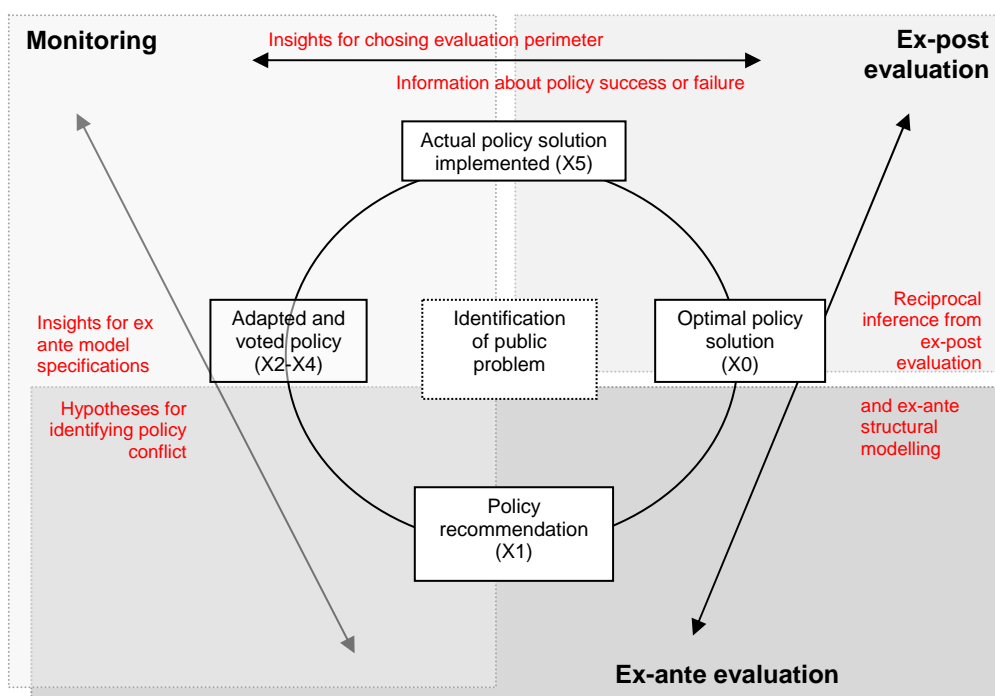 Monitoring
Insights for chosing evaluation perimeter
Information about policy success or failure
Ex-post
evaluation
Actual policy solution
implemented (X5)
Insights for ex
ante model
specifications
Adapted and
voted policy
(X2-X4)
Identification
of public
problem
Optimal policy
solution
(X0)
Reciprocal
inference from
ex-post
evaluation
Hypotheses for
identifying policy
conflict
and ex-ante
structural
modelling
Policy
recommendation
(X1)
Ex-ante evaluation